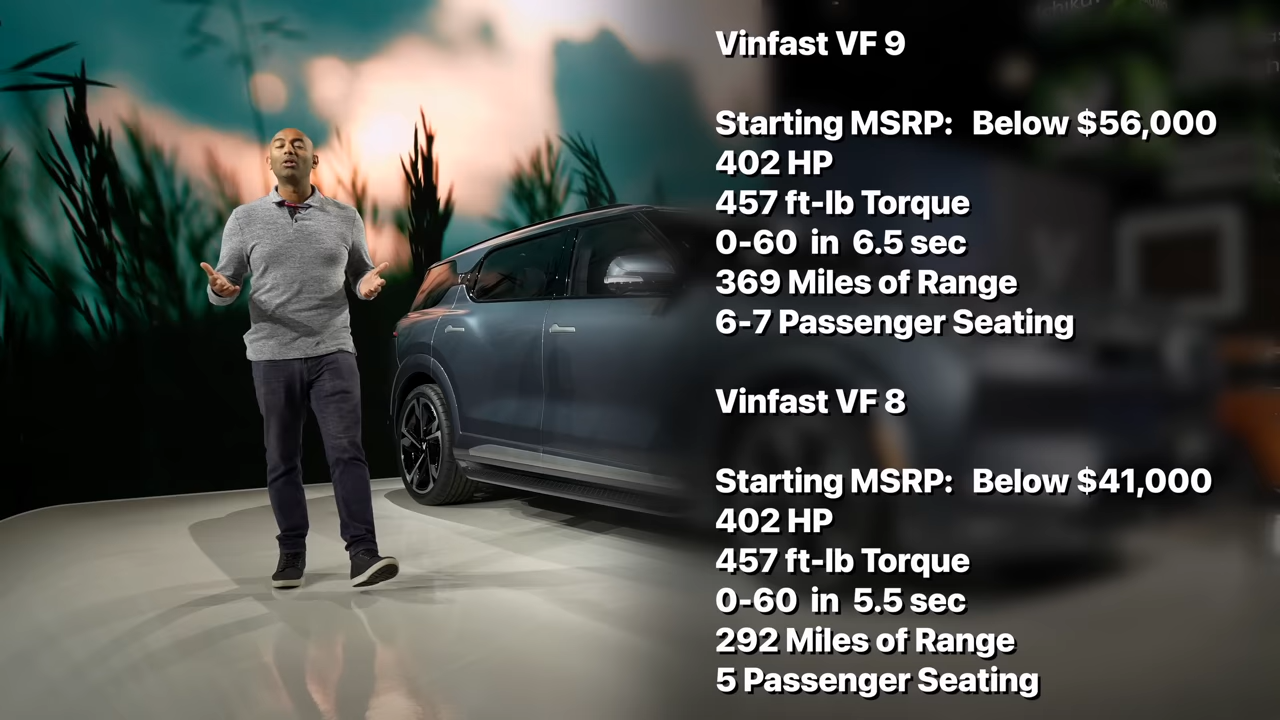 Vinfast VF 9
Starting MSRP: Below $56,000
402 HP
457 ft-lb Torque
0-60 in 6.5 sec
369 Miles of Range
6-7 Passenger Seating
Vinfast VF 8
Starting MSRP: Below $41,000
402 HP
457 ft-lb Torque
0-60 in 5.5 sec
292 Miles of Range
5 Passenger Seating